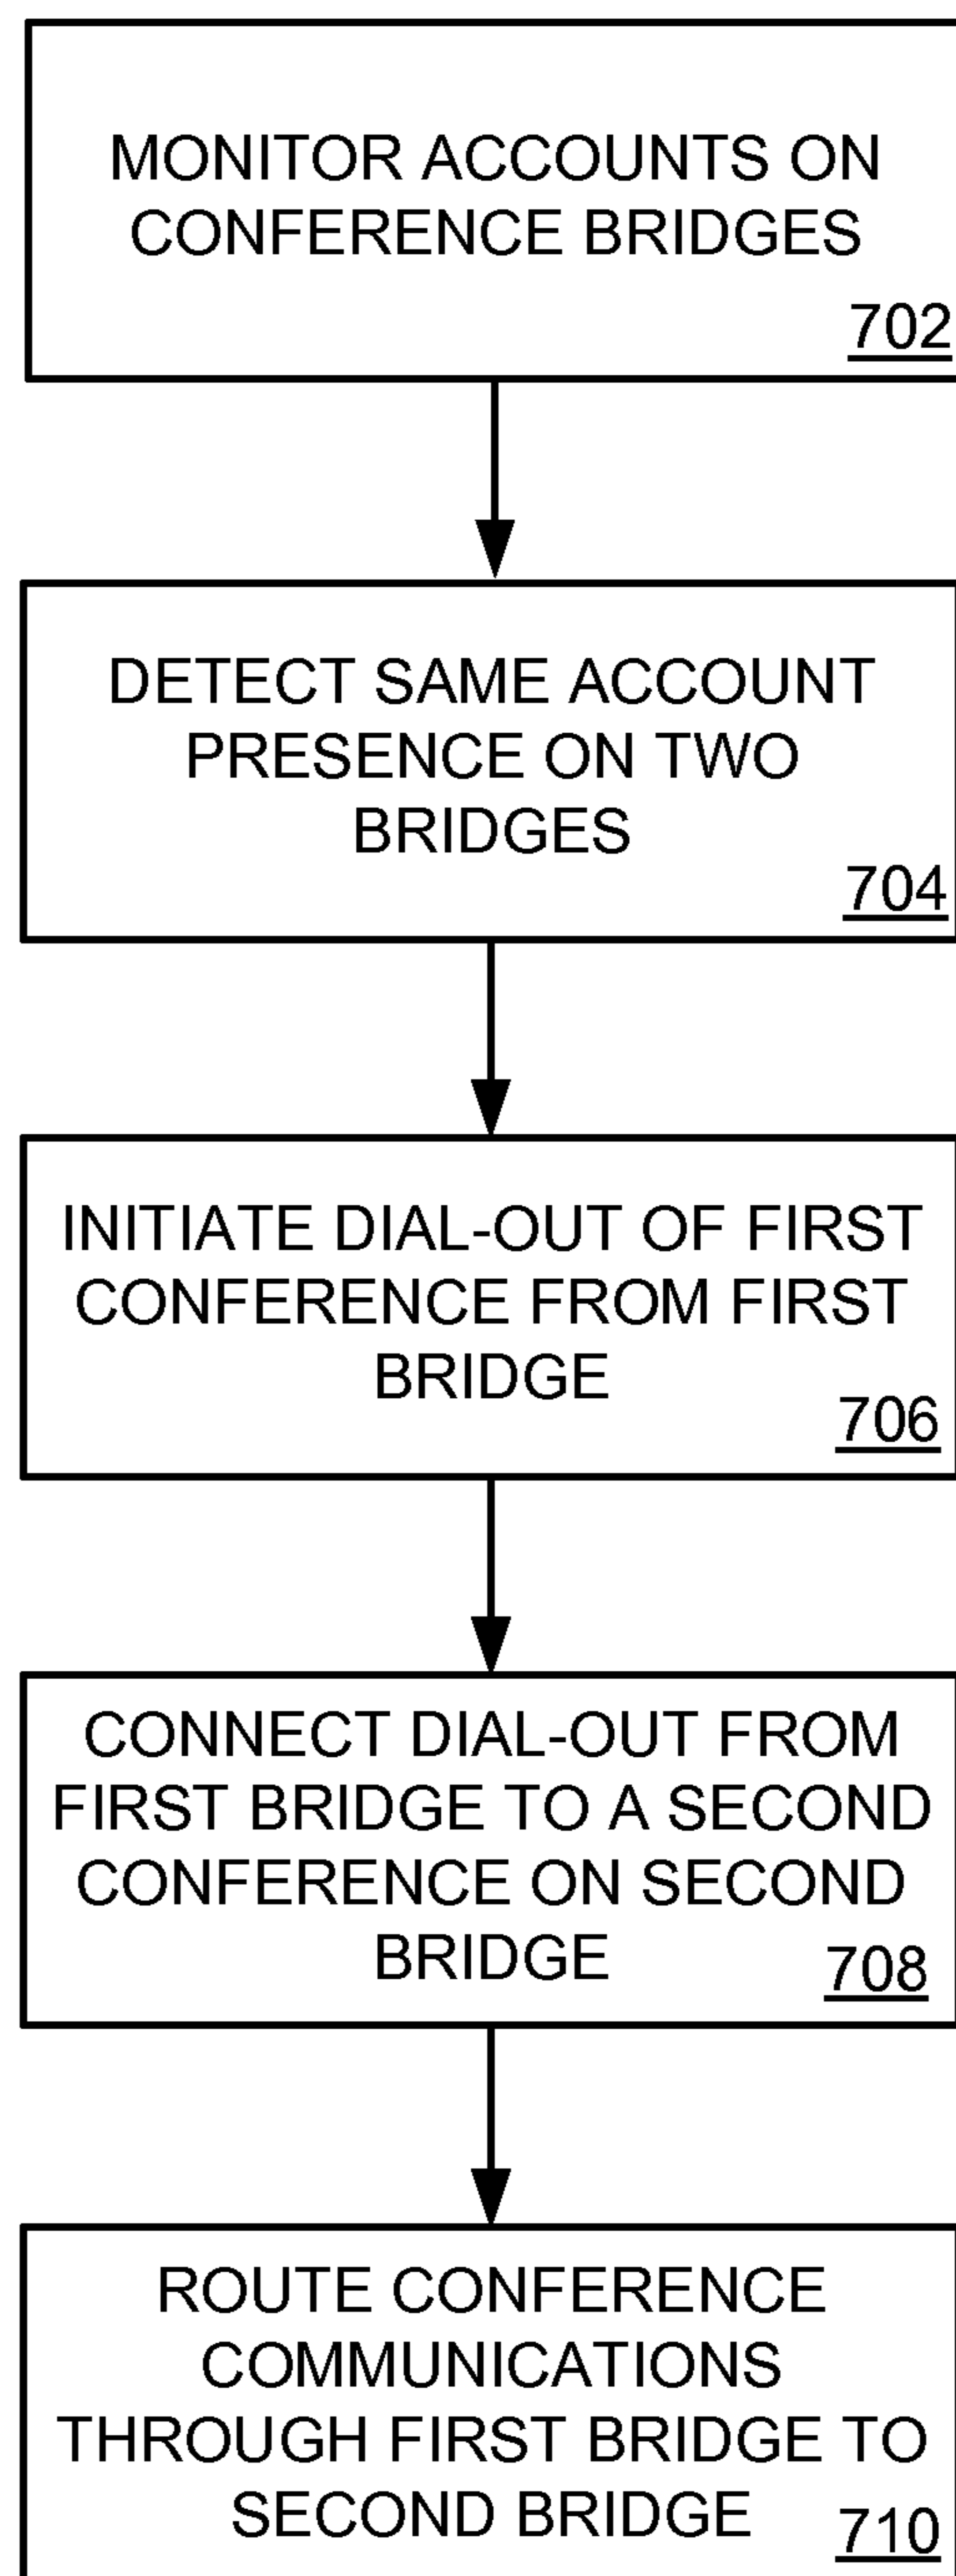 MONITOR ACCOUNTS ON
CONFERENCE BRIDGES
702
DETECT SAME ACCOUNT
PRESENCE ON TWO
BRIDGES
704
INITIATE DIAL-OUT OF FIRST
CONFERENCE FROM FIRST
BRIDGE
706
CONNECT DIAL-OUT FROM
FIRST BRIDGE TO A SECOND
CONFERENCE ON SECOND
BRIDGE
708
ROUTE CONFERENCE
COMMUNICATIONS
THROUGH FIRST BRIDGE TO
SECOND BRIDGE
710